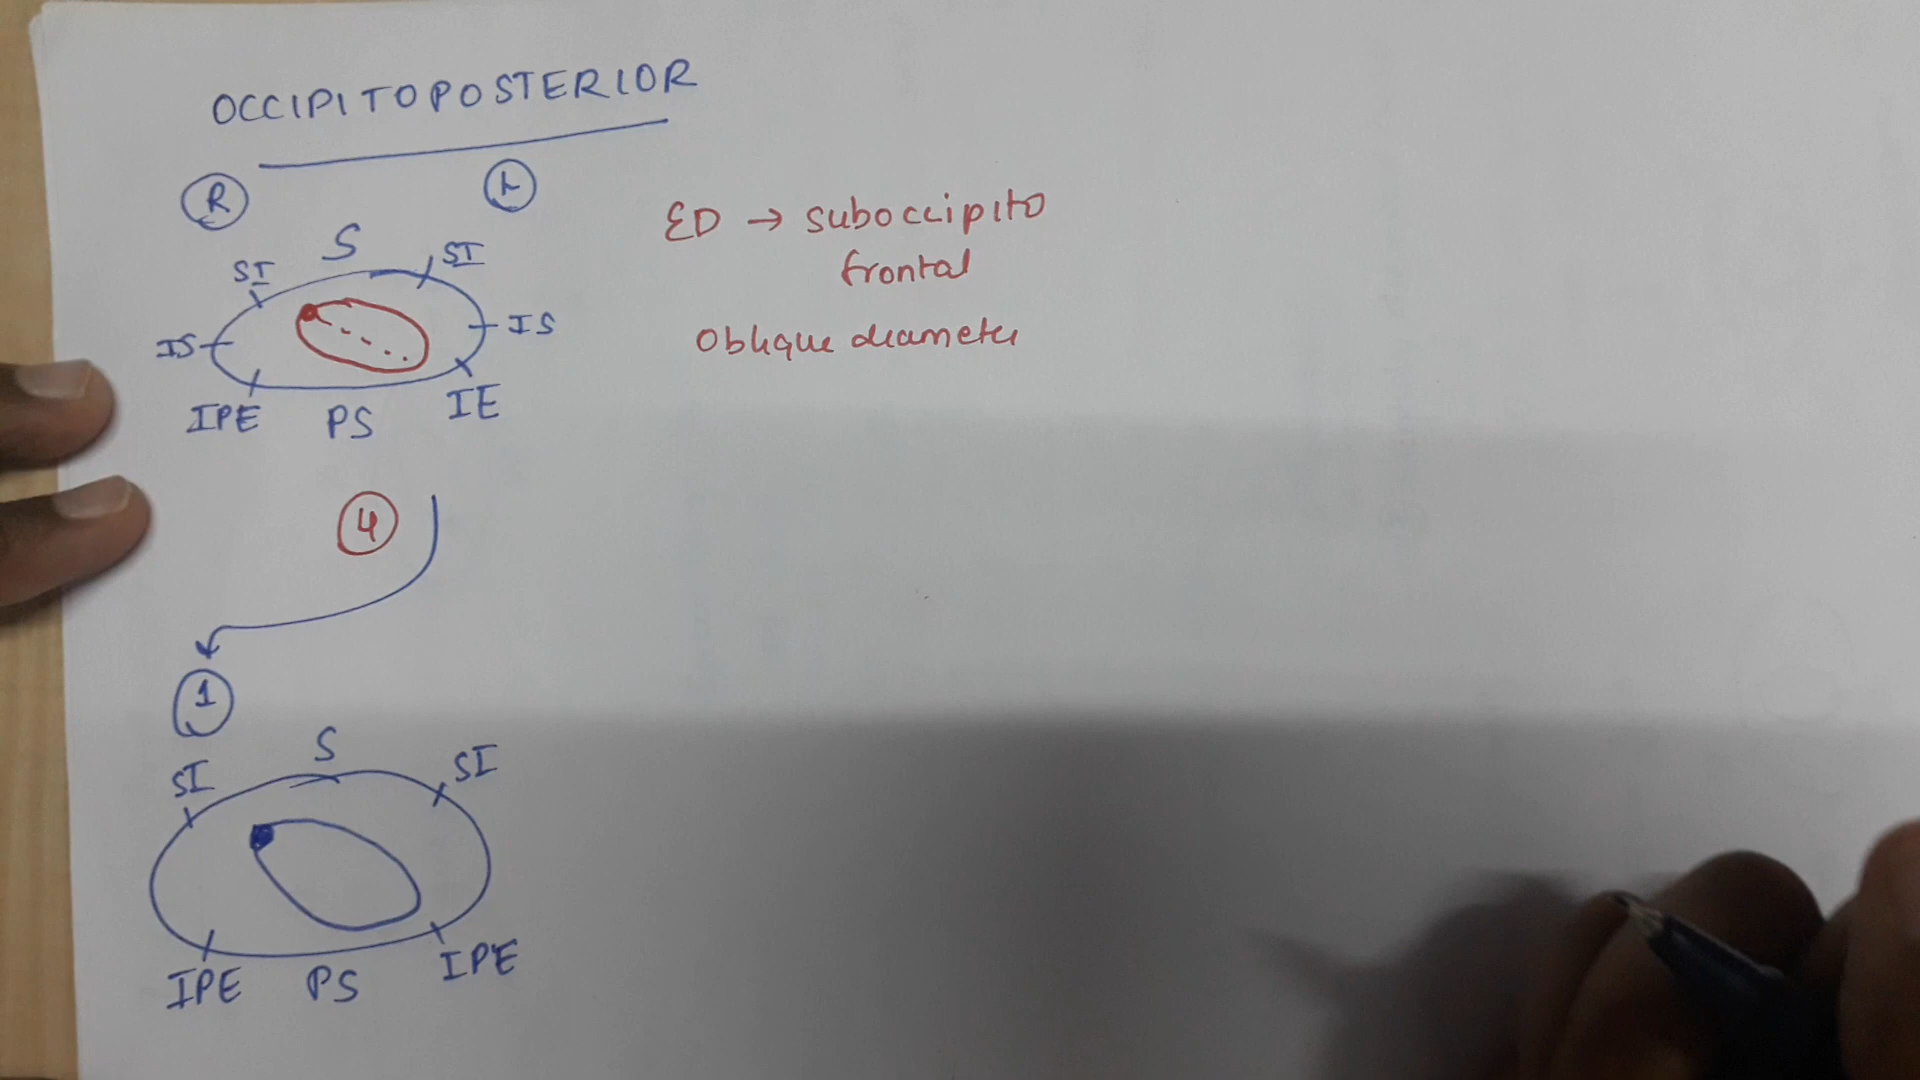 OCCIPITOPOSTERIOR
R L
S
SI SI
IS IS
IPE PS IE
ED → suboccipito
frontal
Oblique diameter
4
1
S
SI SI
IPE PS IPE